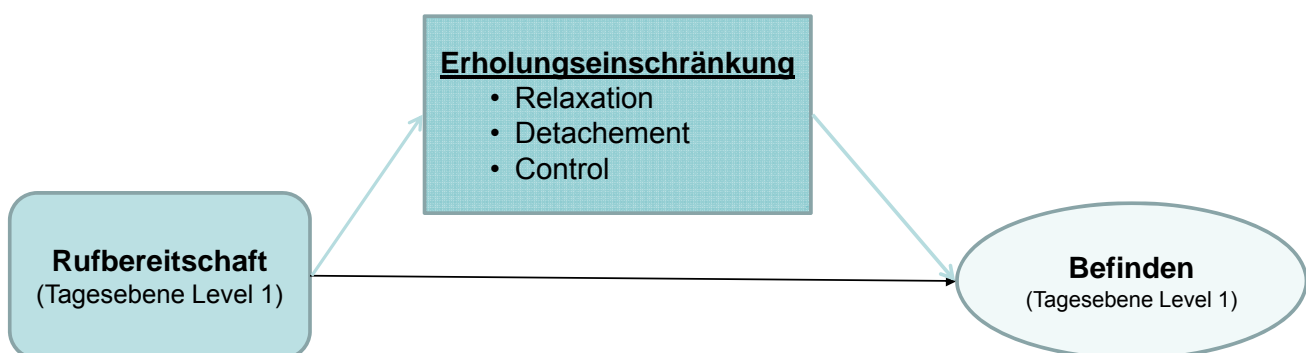 Erholungseinschränkung
• Relaxation
• Detachement
• Control
Rufbereitschaft
(Tagesebene Level 1)
Befinden
(Tagesebene Level 1)